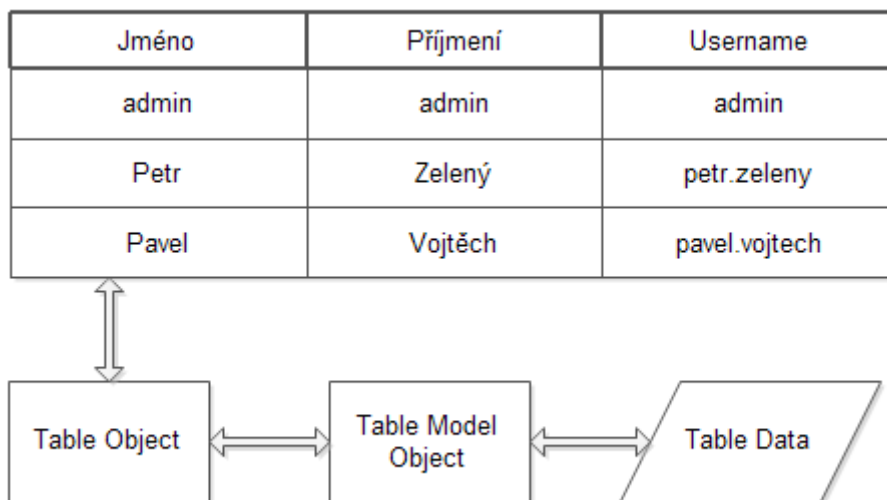 Jméno Příjmení Username
admin admin admin
Petr Zelený petr.zeleny
Pavel Vojtěch pavel.vojtech
Table Object
Table Model
Object
Table Data